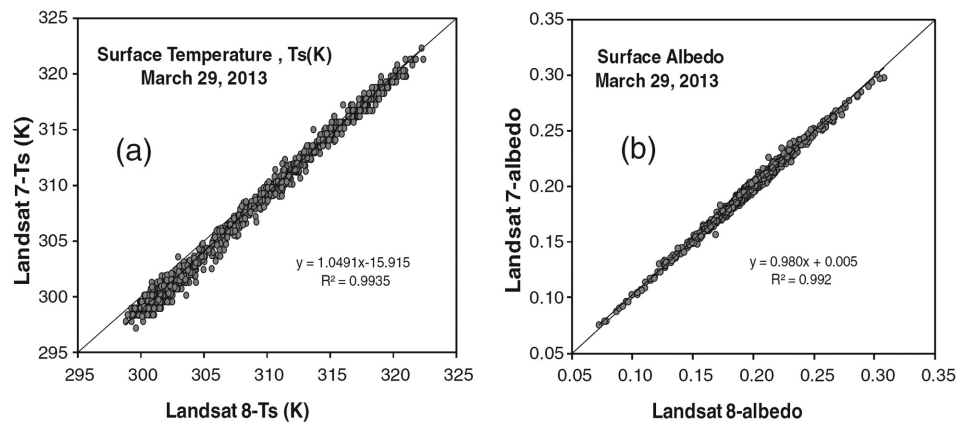 325
320
315
310
305
300
295
Landsat 7-Ts (K)
Surface Temperature , Ts(K)
March 29, 2013
(a)
y = 1.0491x-15.915
R² = 0.9935
295 300 305 310 315 320 325
Landsat 8-Ts (K)
0.35
0.30
0.25
0.20
0.15
0.10
0.05
Landsat 7-albedo
Surface Albedo
March 29, 2013
(b)
y = 0.980x + 0.005
R² = 0.992
0.05 0.10 0.15 0.20 0.25 0.30 0.35
Landsat 8-albedo